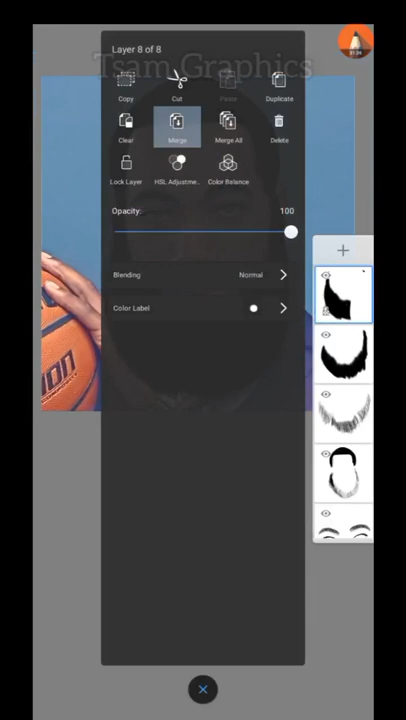 Layer 8 of 8
Tsam Graphics
Copy
Cut
Paste
Duplicate
Clear
Merge
Merge All
Delete
Lock Layer
HSL Adjustme...
Color Balance
Opacity:
100
Blending
Normal
Color Label